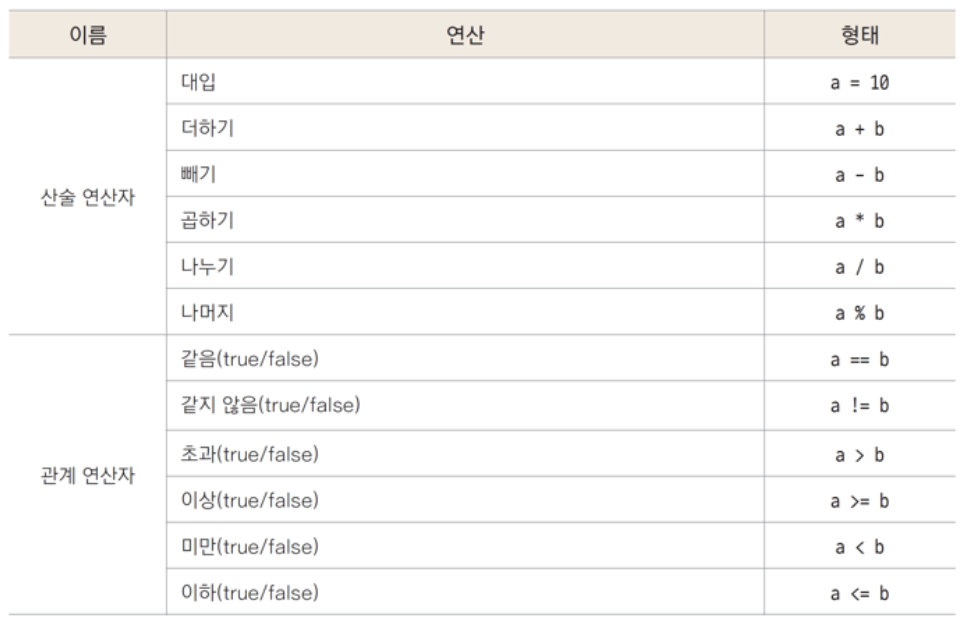 이름 연산 형태
대입 a = 10
더하기 a + b
빼기 a - b
산술 연산자
곱하기 a * b
나누기 a / b
나머지 a % b
같음(true/false) a == b
같지 않음(true/false) a != b
초과(true/false) a > b
관계 연산자
이상(true/false) a >= b
미만(true/false) a < b
이하(true/false) a <= b